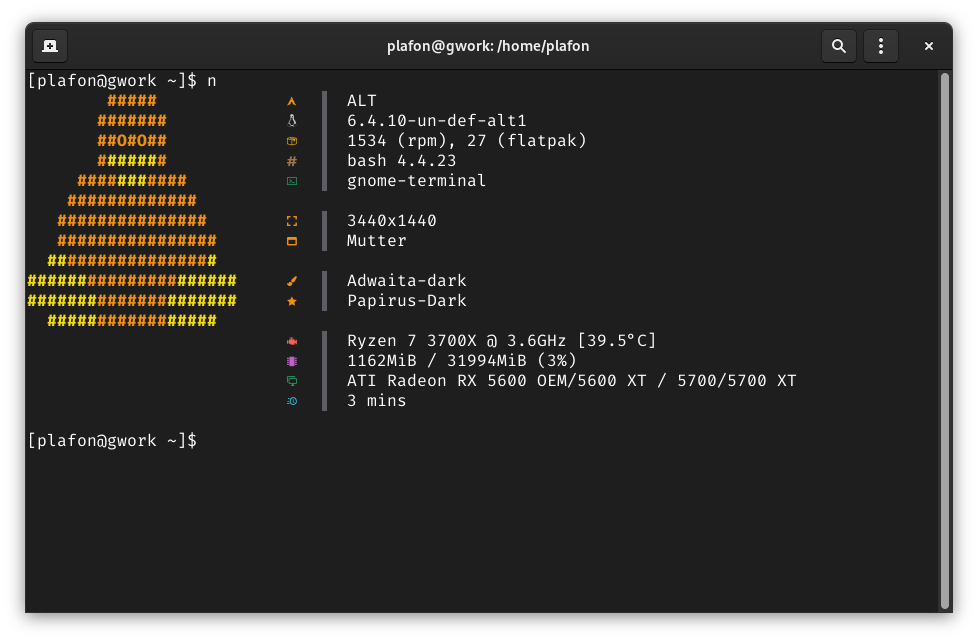 plafon@gwork: /home/plafon
[plafon@gwork ~]$ n
##### ALT
####### 6.4.10-un-def-alt1
##O#O## 1534 (rpm), 27 (flatpak)
####### # bash 4.4.23
########### gnome-terminal
#############
############### 3440x1440
################ Mutter
#################
##################### Adwaita-dark
##################### Papirus-Dark
#################
Ryzen 7 3700X @ 3.6GHz [39.5°C]
1162MiB / 31994MiB (3%)
ATI Radeon RX 5600 OEM/5600 XT / 5700/5700 XT
3 mins
[plafon@gwork ~]$